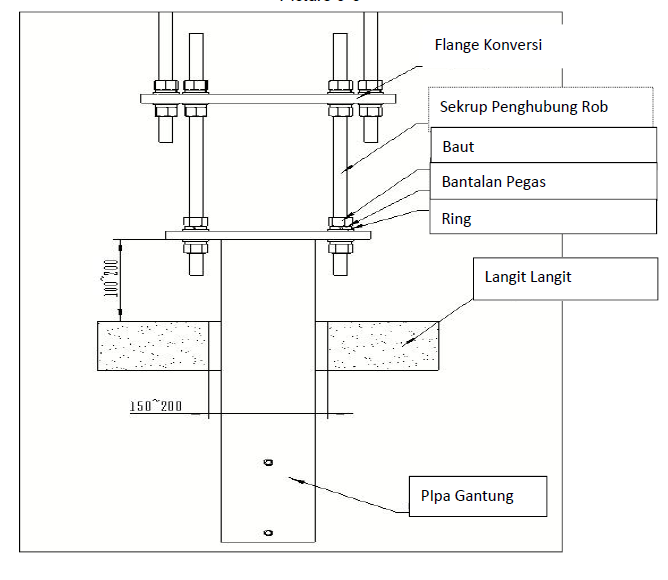 Flange Konversi
Sekrup Penghubung Rob
Baut
Bantalan Pegas
Ring
Langit Langit
100~200
150~200
PIpa Gantung